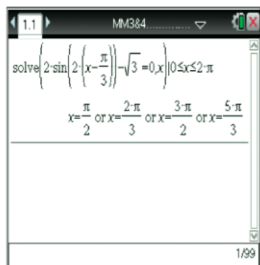 1.1 MM3&4
solve(2·sin(2·(x-π/3))-√3=0,x)|0≤x≤2·π
x=π/2 or x=2·π/3 or x=3·π/2 or x=5·π/3
1/99